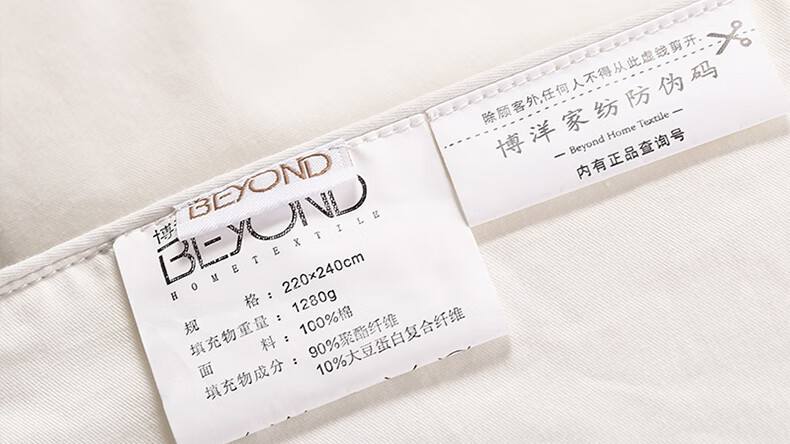 BEYOND
博
BEYOND
HOMETEXTILE
规 格：220×240cm
填充物重量：1280g
面 料：100%棉
填充物成分：90%聚酯纤维
10%大豆蛋白复合纤维
除顾客外,任何人不得从此虚线剪开.
博洋家纺防伪码
— Beyond Home Textile —
内有正品查询号